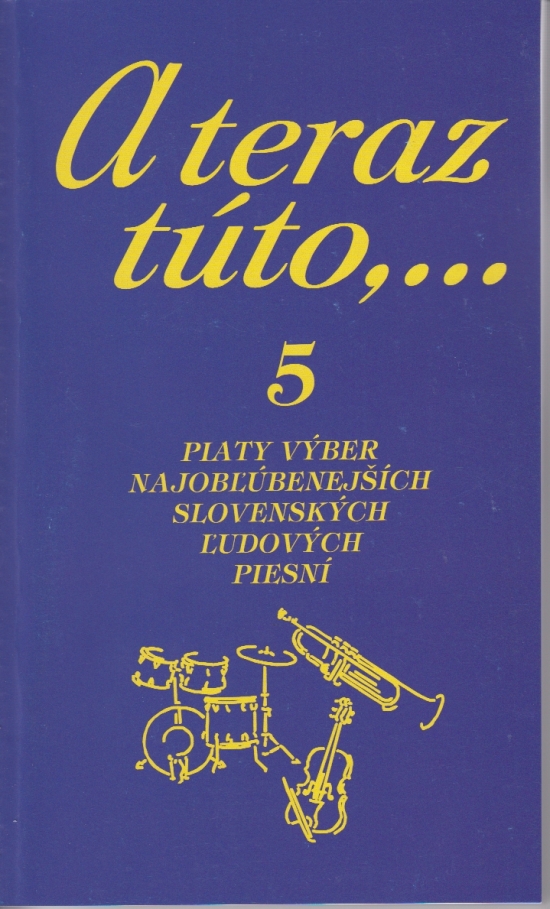 A teraz
túto,...
5
PIATY VÝBER
NAJOBĽÚBENEJŠÍCH
SLOVENSKÝCH
ĽUDOVÝCH
PIESNÍ